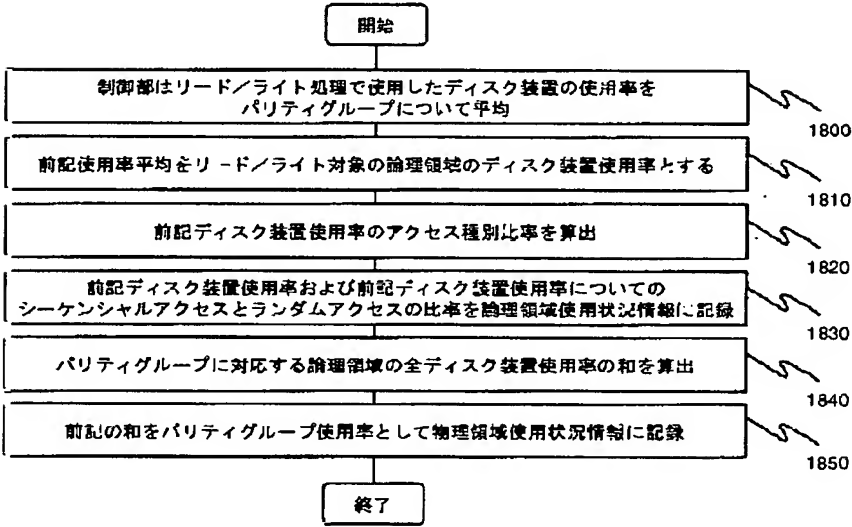 開始
制御部はリード／ライト処理で使用したディスク装置の使用率を
パリティグループについて平均
1800
前記使用率平均をリード／ライト対象の論理領域のディスク装置使用率とする
1810
前記ディスク装置使用率のアクセス種別比率を算出
1820
前記ディスク装置使用率および前記ディスク装置使用率についての
シーケンシャルアクセスとランダムアクセスの比率を論理領域使用状況情報に記録
1830
パリティグループに対応する論理領域の全ディスク装置使用率の和を算出
1840
前記の和をパリティグループ使用率として物理領域使用状況情報に記録
1850
終了